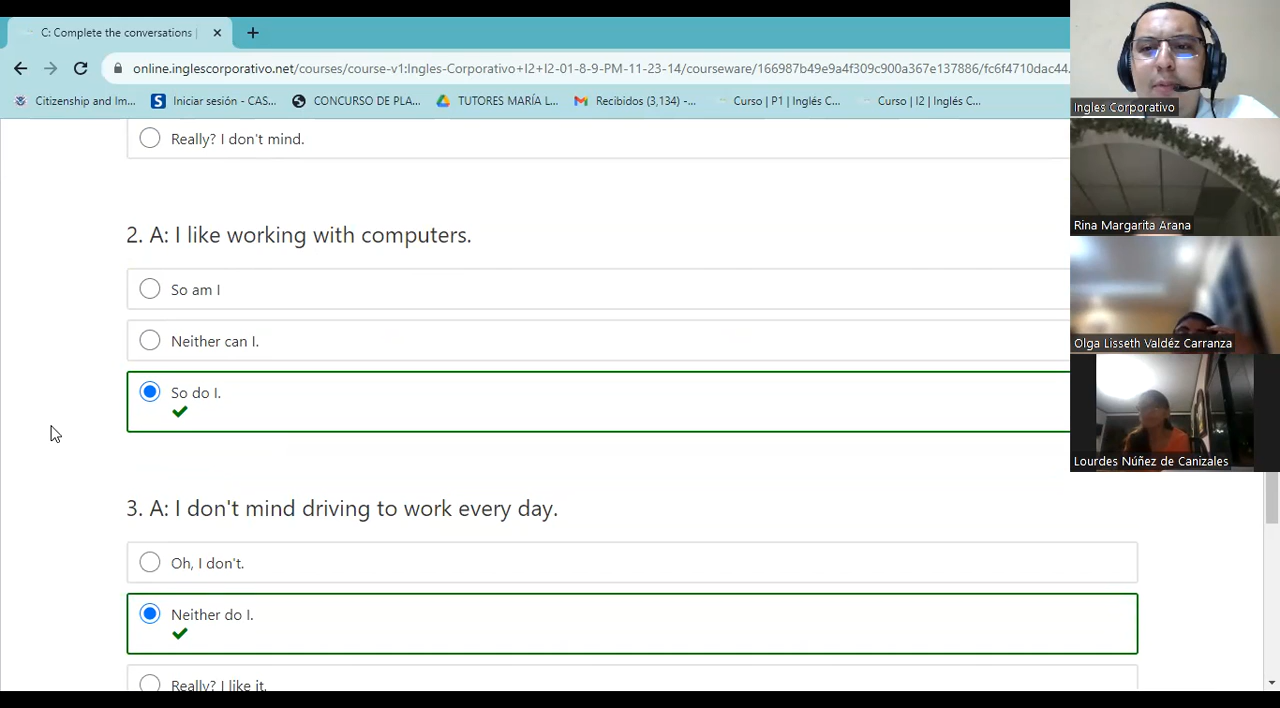 C: Complete the conversations |
online.inglescorporativo.net/courses/course-v1:Ingles-Corporativo+I2+I2-01-8-9-PM-11-23-14/courseware/166987b49e9a4f309c900a367e137886/fc6f4710dac44.
Citizenship and Im... Iniciar sesión - CAS... CONCURSO DE PLA... TUTORES MARÍA L... Recibidos (3,134) -... Curso | P1 | Inglés C... Curso | I2 | Inglés C...
Really? I don't mind.
2. A: I like working with computers.
So am I
Neither can I.
So do I.
3. A: I don't mind driving to work every day.
Oh, I don't.
Neither do I.
Really? I like it.
Ingles Corporativo
Rina Margarita Arana
Olga Lisseth Valdéz Carranza
Lourdes Núñez de Canizales